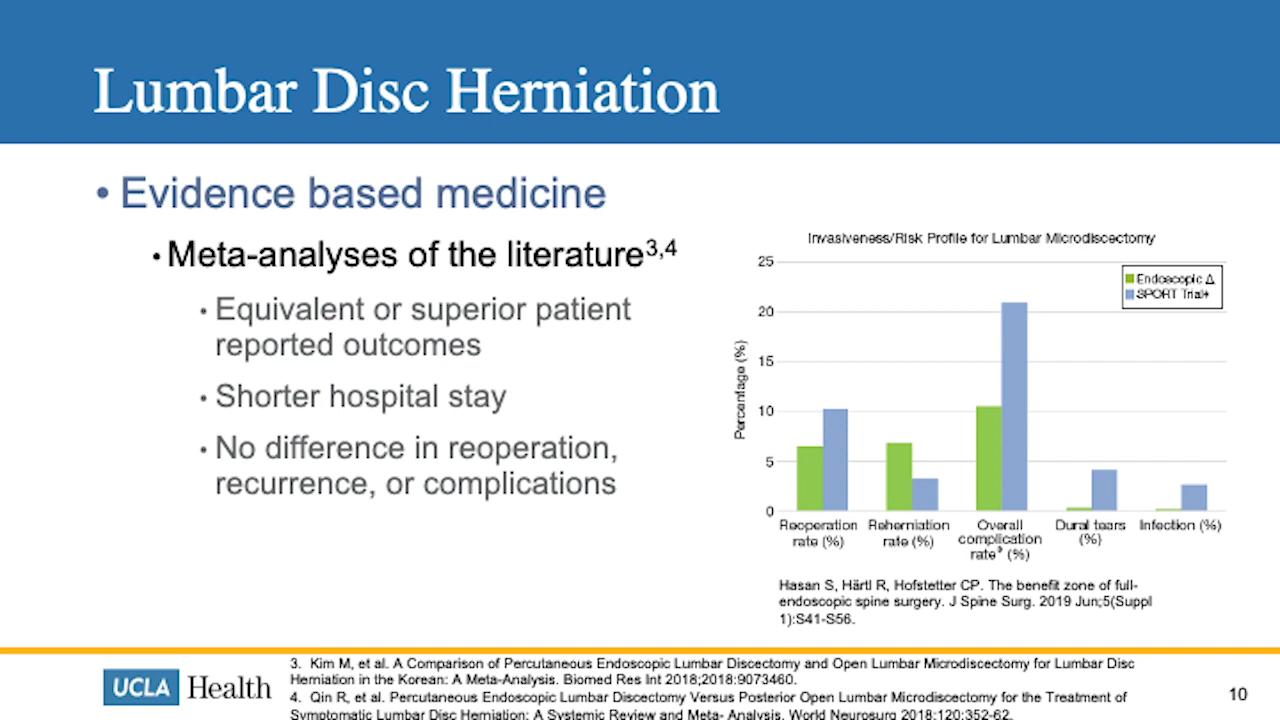 Lumbar Disc Herniation
• Evidence based medicine
• Meta-analyses of the literature3,4
• Equivalent or superior patient
reported outcomes
• Shorter hospital stay
• No difference in reoperation,
recurrence, or complications
Invasiveness/Risk Profile for Lumbar Microdiscectomy
Percentage (%)
25
20
15
10
5
0
Endoscopic Δ
SPORT Trial+
Reoperation
rate (%)
Reherniation
rate (%)
Overall
complication
rate (%)
Dural tears
(%)
Infection (%)
Hasan S, Härtl R, Hofstetter CP. The benefit zone of full-
endoscopic spine surgery. J Spine Surg. 2019 Jun;5(Suppl
1):S41-S56.
UCLA Health
3. Kim M, et al. A Comparison of Percutaneous Endoscopic Lumbar Discectomy and Open Lumbar Microdiscectomy for Lumbar Disc
Herniation in the Korean: A Meta-Analysis. Biomed Res Int 2018;2018:9073460.
4. Qin R, et al. Percutaneous Endoscopic Lumbar Discectomy Versus Posterior Open Lumbar Microdiscectomy for the Treatment of
Symptomatic Lumbar Disc Herniation: A Systemic Review and Meta- Analysis. World Neurosurg 2018;120:352-62.
10